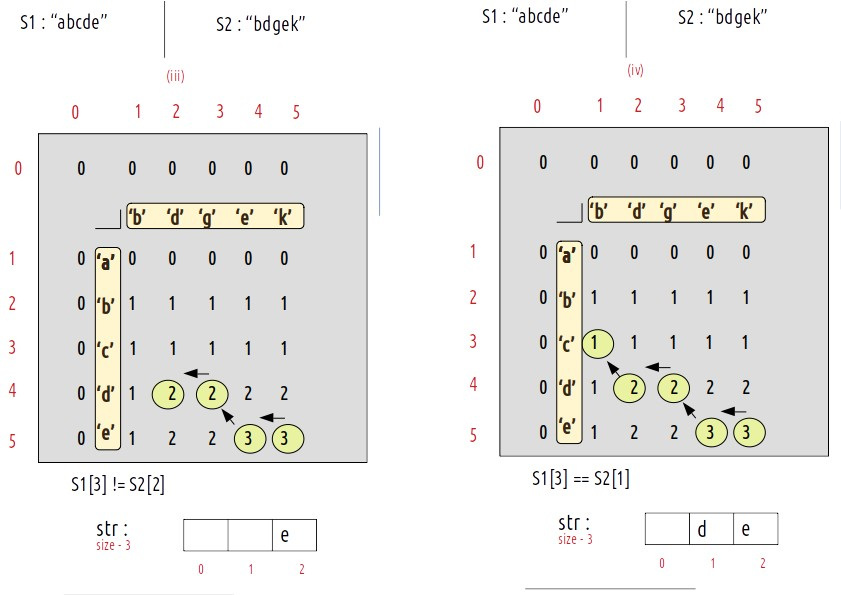 S1 : “abcde”
S2 : “bdgek”
(iii)
0 1 2 3 4 5
0 0 0 0 0 0 0
‘b’ ‘d’ ‘g’ ‘e’ ‘k’
1 0 ‘a’ 0 0 0 0 0
2 0 ‘b’ 1 1 1 1 1
3 0 ‘c’ 1 1 1 1 1
4 0 ‘d’ 1 2 2 2 2
5 0 ‘e’ 1 2 2 3 3
S1[3] != S2[2]
str :
size - 3
e
0 1 2
S1 : “abcde”
S2 : “bdgek”
(iv)
0 1 2 3 4 5
0 0 0 0 0 0 0
‘b’ ‘d’ ‘g’ ‘e’ ‘k’
1 0 ‘a’ 0 0 0 0 0
2 0 ‘b’ 1 1 1 1 1
3 0 ‘c’ 1 1 1 1 1
4 0 ‘d’ 1 2 2 2 2
5 0 ‘e’ 1 2 2 3 3
S1[3] == S2[1]
str :
size - 3
d e
0 1 2